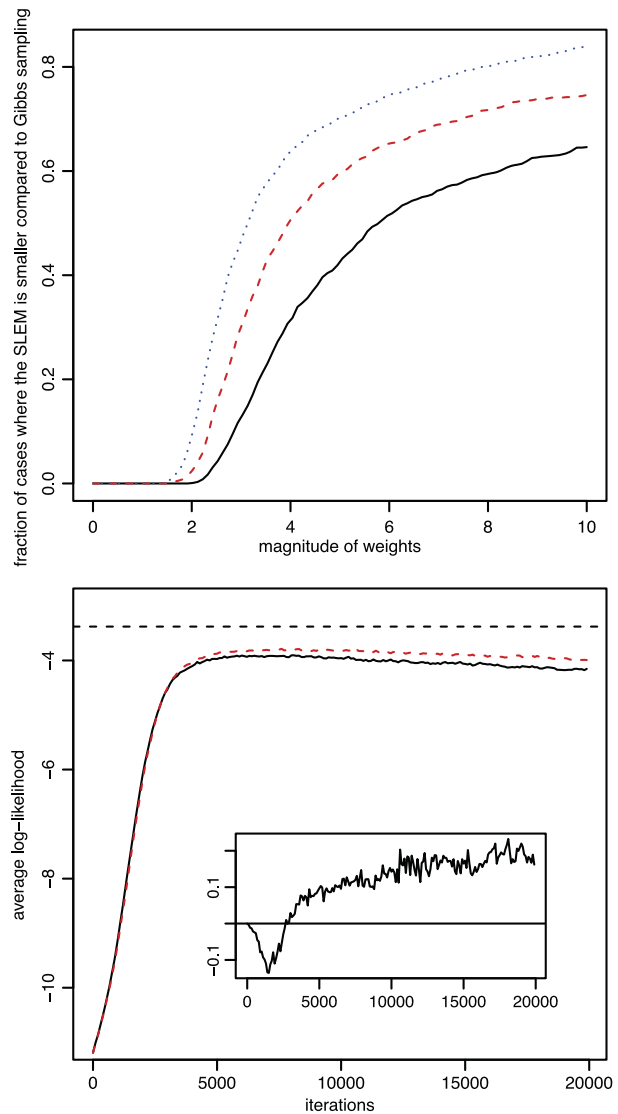 fraction of cases where the SLEM is smaller compared to Gibbs sampling
0.8
0.6
0.4
0.2
0.0
0 2 4 6 8 10
magnitude of weights
average log−likelihood
−4
−6
−8
−10
0.1
−0.1
0 5000 10000 15000 20000
0 5000 10000 15000 20000
iterations